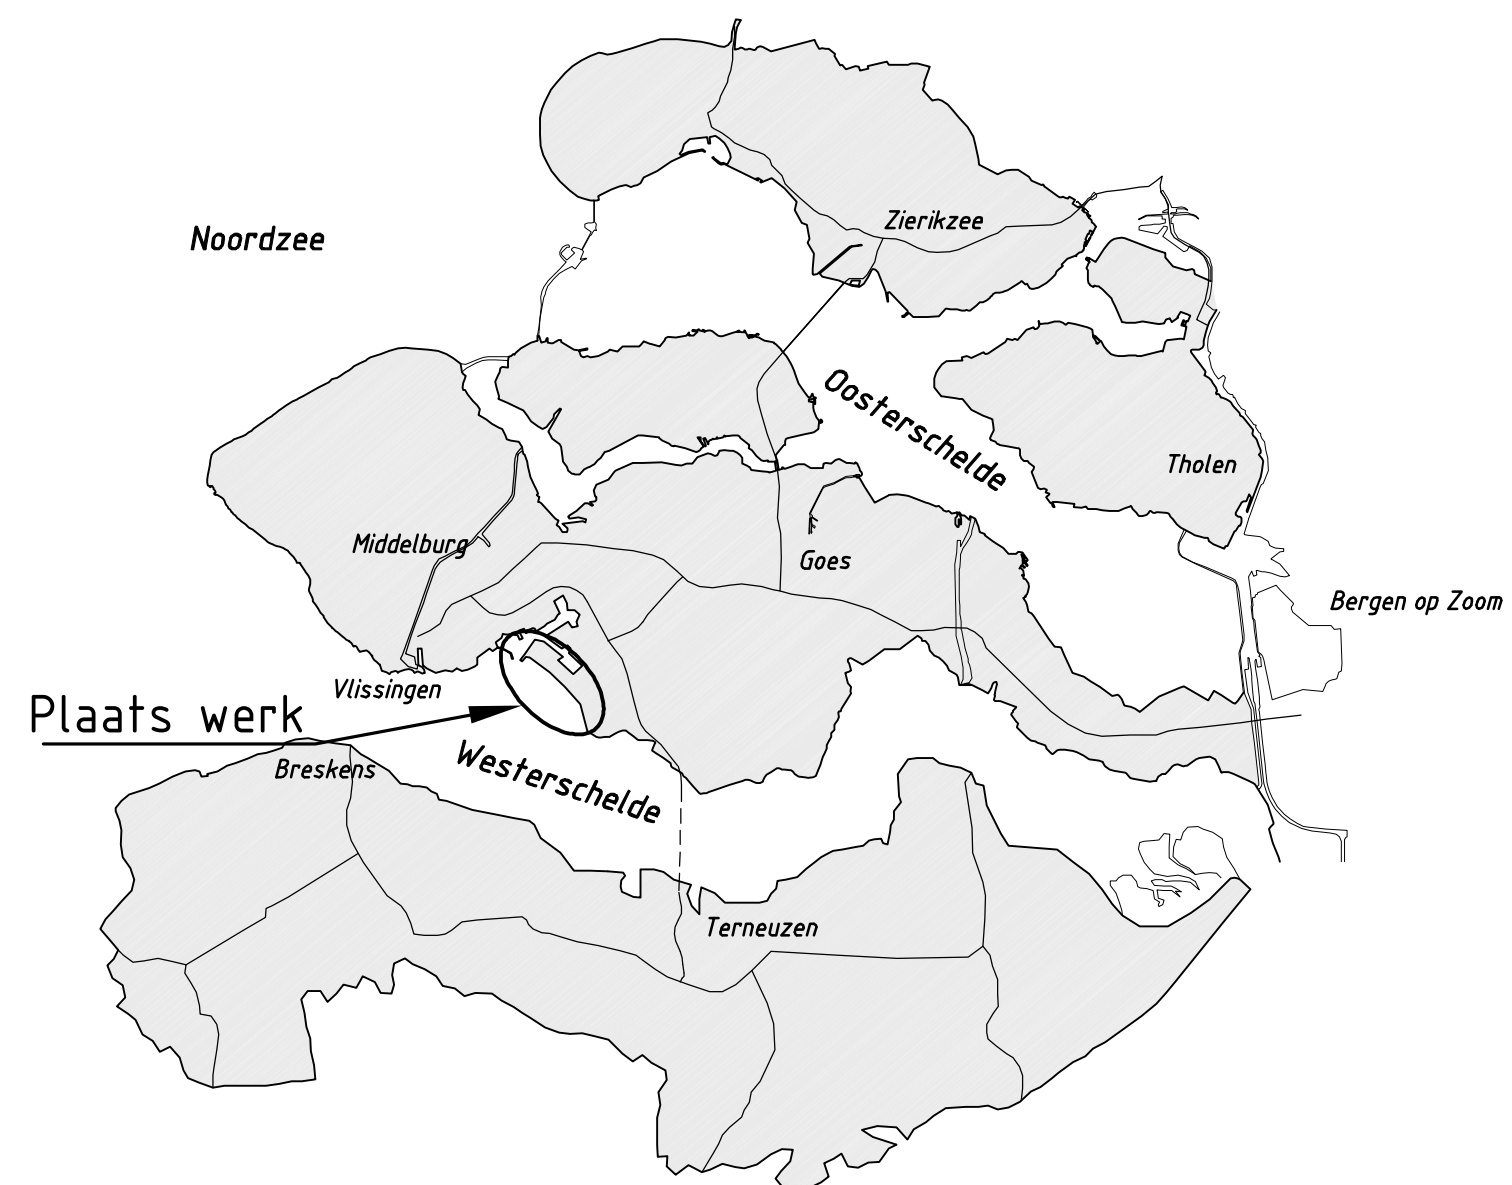 Zierikzee
Noordzee
Oosterschelde
Tholen
Middelburg
Goes
Bergen op Zoom
Vlissingen
Plaats werk
Westerschelde
Breskens
Terneuzen